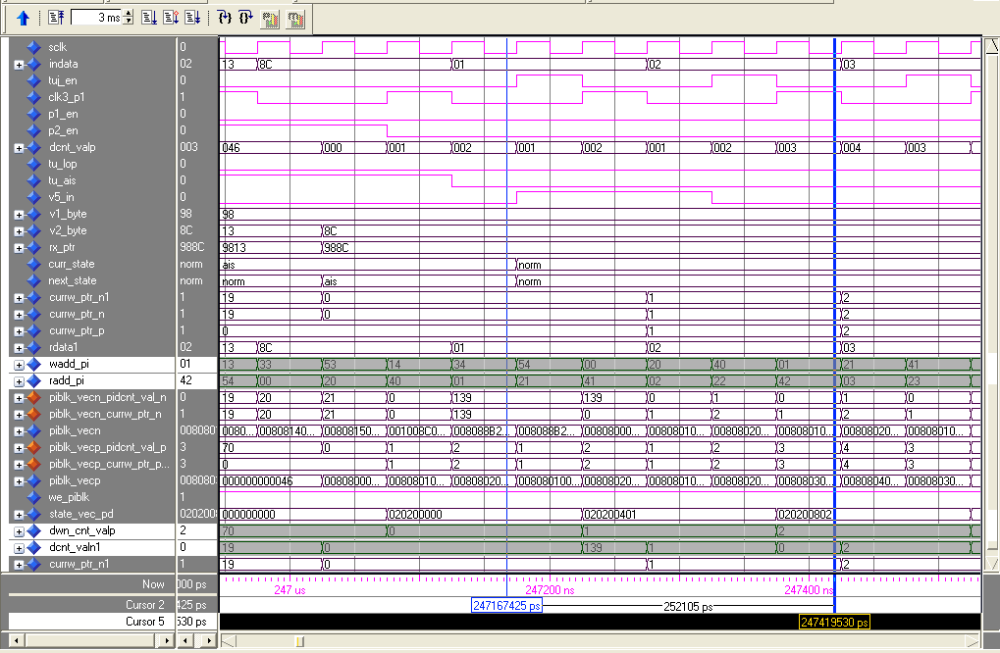 3 ms
sclk 0
indata 02 13 8C 01 02 03
tuj_en 0
clk3_p1 1
p1_en 0
p2_en 0
dcnt_valp 003 046 000 001 002 001 002 001 002 003 004 003
tu_lop 0
tu_ais 0
v5_in 0
v1_byte 98 98
v2_byte 8C 13 8C
rx_ptr 988C 9813 988C
curr_state norm ais norm
next_state norm norm ais norm
currw_ptr_n1 1 19 0 1 2
currw_ptr_n 1 19 0 1 2
currw_ptr_p 1 0 1 2
rdata1 02 13 8C 01 02 03
wadd_pi 01 13 33 53 14 34 54 00 20 40 01 21 41
radd_pi 42 54 00 20 40 01 21 41 02 22 42 03 23
piblk_vecn_pidcnt_val_n 0 19 20 21 0 139 139 0 1 0 1 0
piblk_vecn_currw_ptr_n 1 19 20 21 0 139 0 1 2 1 2 1
piblk_vecn 008080 0080... 00808140... 00808150... 001008C0... 008088B2... 008088B2... 00808000... 00808010... 00808020... 00808010... 00808020... 00808010...
piblk_vecp_pidcnt_val_p 3 70 0 1 2 1 2 1 2 3 4 3
piblk_vecp_currw_ptr_p... 3 0 1 2 1 2 1 2 3 4 3
piblk_vecp 008080 000000000046 00808000... 00808010... 00808020... 008080100... 00808020... 00808010... 00808020... 00808030... 00808040... 00808030...
we_piblk 1
state_vec_pd 020200 000000000 020200000 020200401 020200802
dwn_cnt_valp 2 70 0 1 2
dcnt_valn1 0 19 0 139 1 0 2
currw_ptr_n1 1 19 0 1 2
Now 000 ps 247 us 247200 ns 247400 ns
Cursor 2 425 ps 247167425 ps 252105 ps
Cursor 5 530 ps 247419530 ps